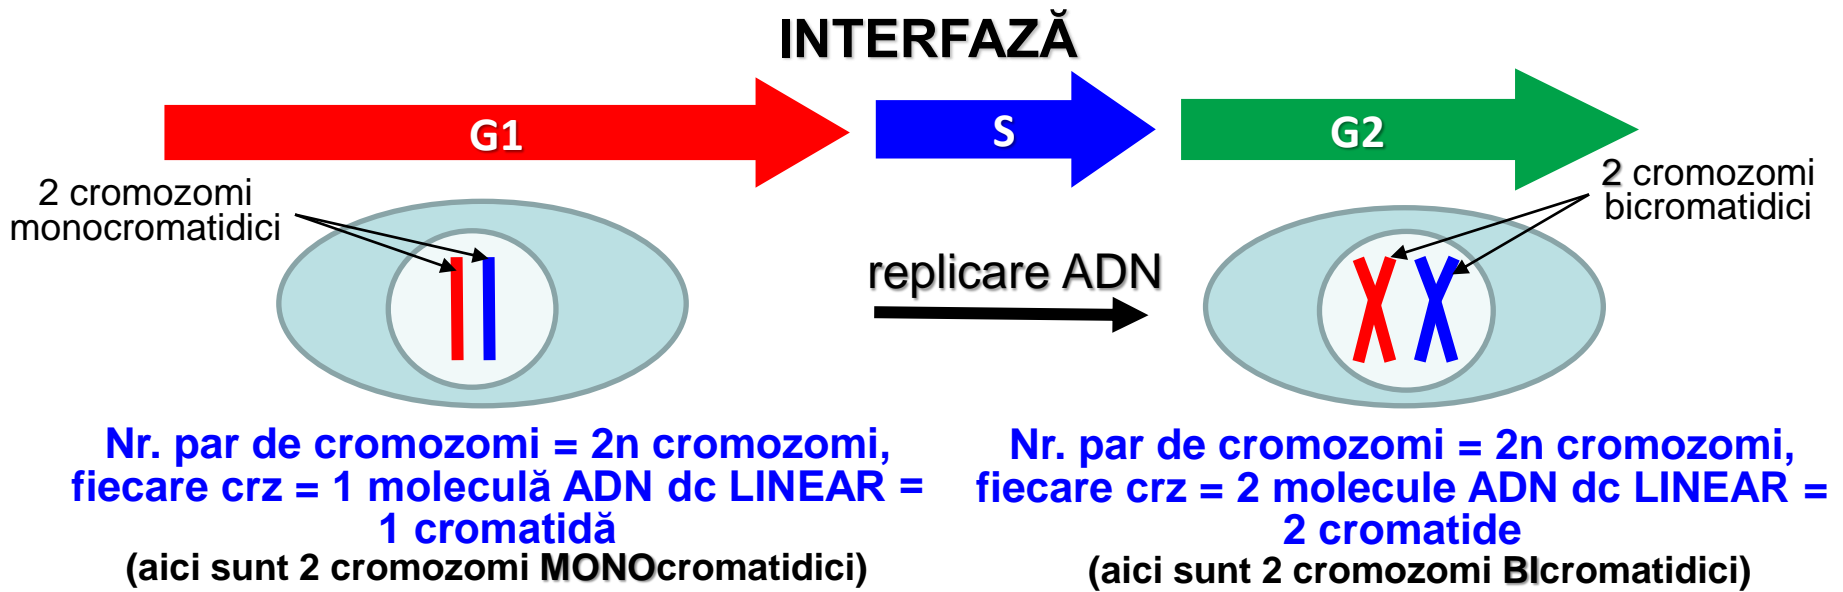 INTERFAZĂ
G1
S
G2
2 cromozomi
monocromatidici
2 cromozomi
bicromatidici
replicare ADN
Nr. par de cromozomi = 2n cromozomi,
fiecare crz = 1 moleculă ADN dc LINEAR =
1 cromatidă
(aici sunt 2 cromozomi MONOcromatidici)
Nr. par de cromozomi = 2n cromozomi,
fiecare crz = 2 molecule ADN dc LINEAR =
2 cromatide
(aici sunt 2 cromozomi BIcromatidici)